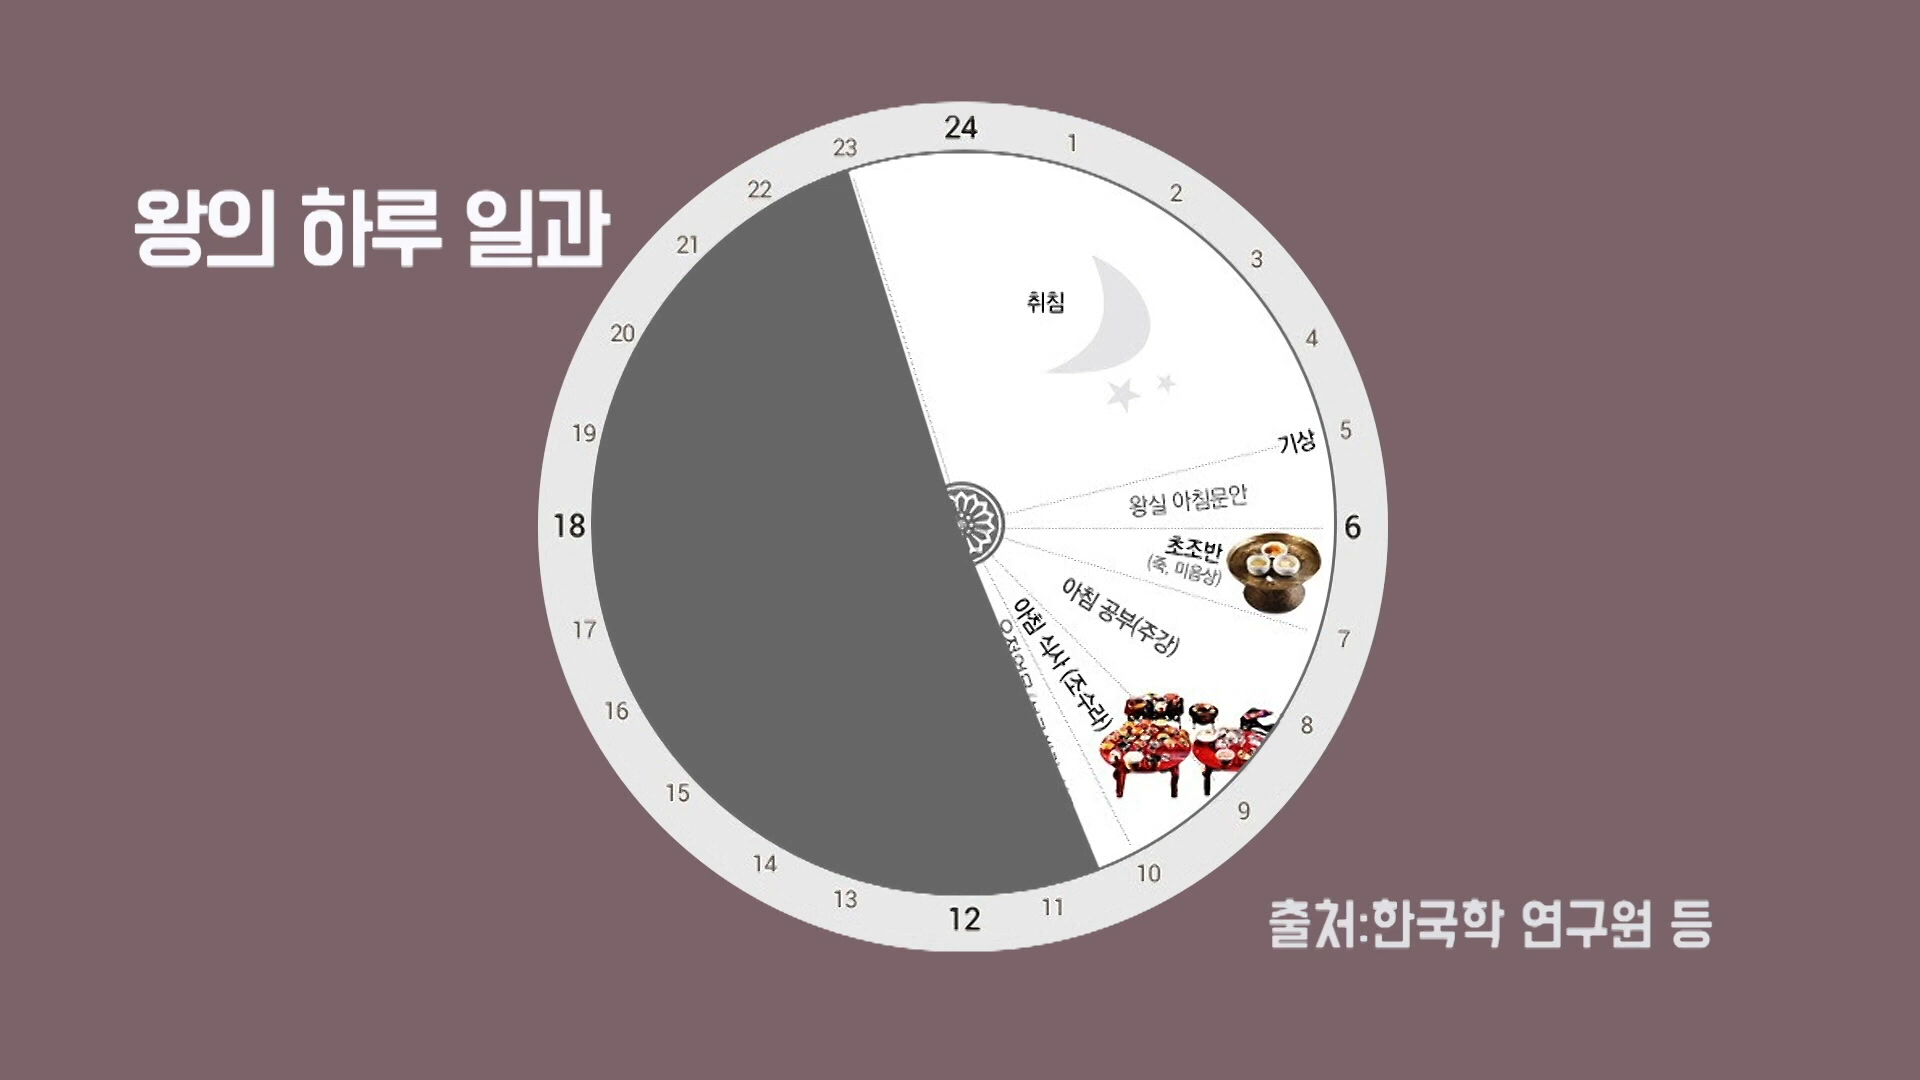 왕의 하루 일과
24
1
2
3
4
5
6
7
8
9
10
11
12
13
14
15
16
17
18
19
20
21
22
23
취침
기상
왕실 아침문안
초조반
(죽, 미음상)
아침 공부(주강)
아침 식사 (조수라)
출처:한국학 연구원 등